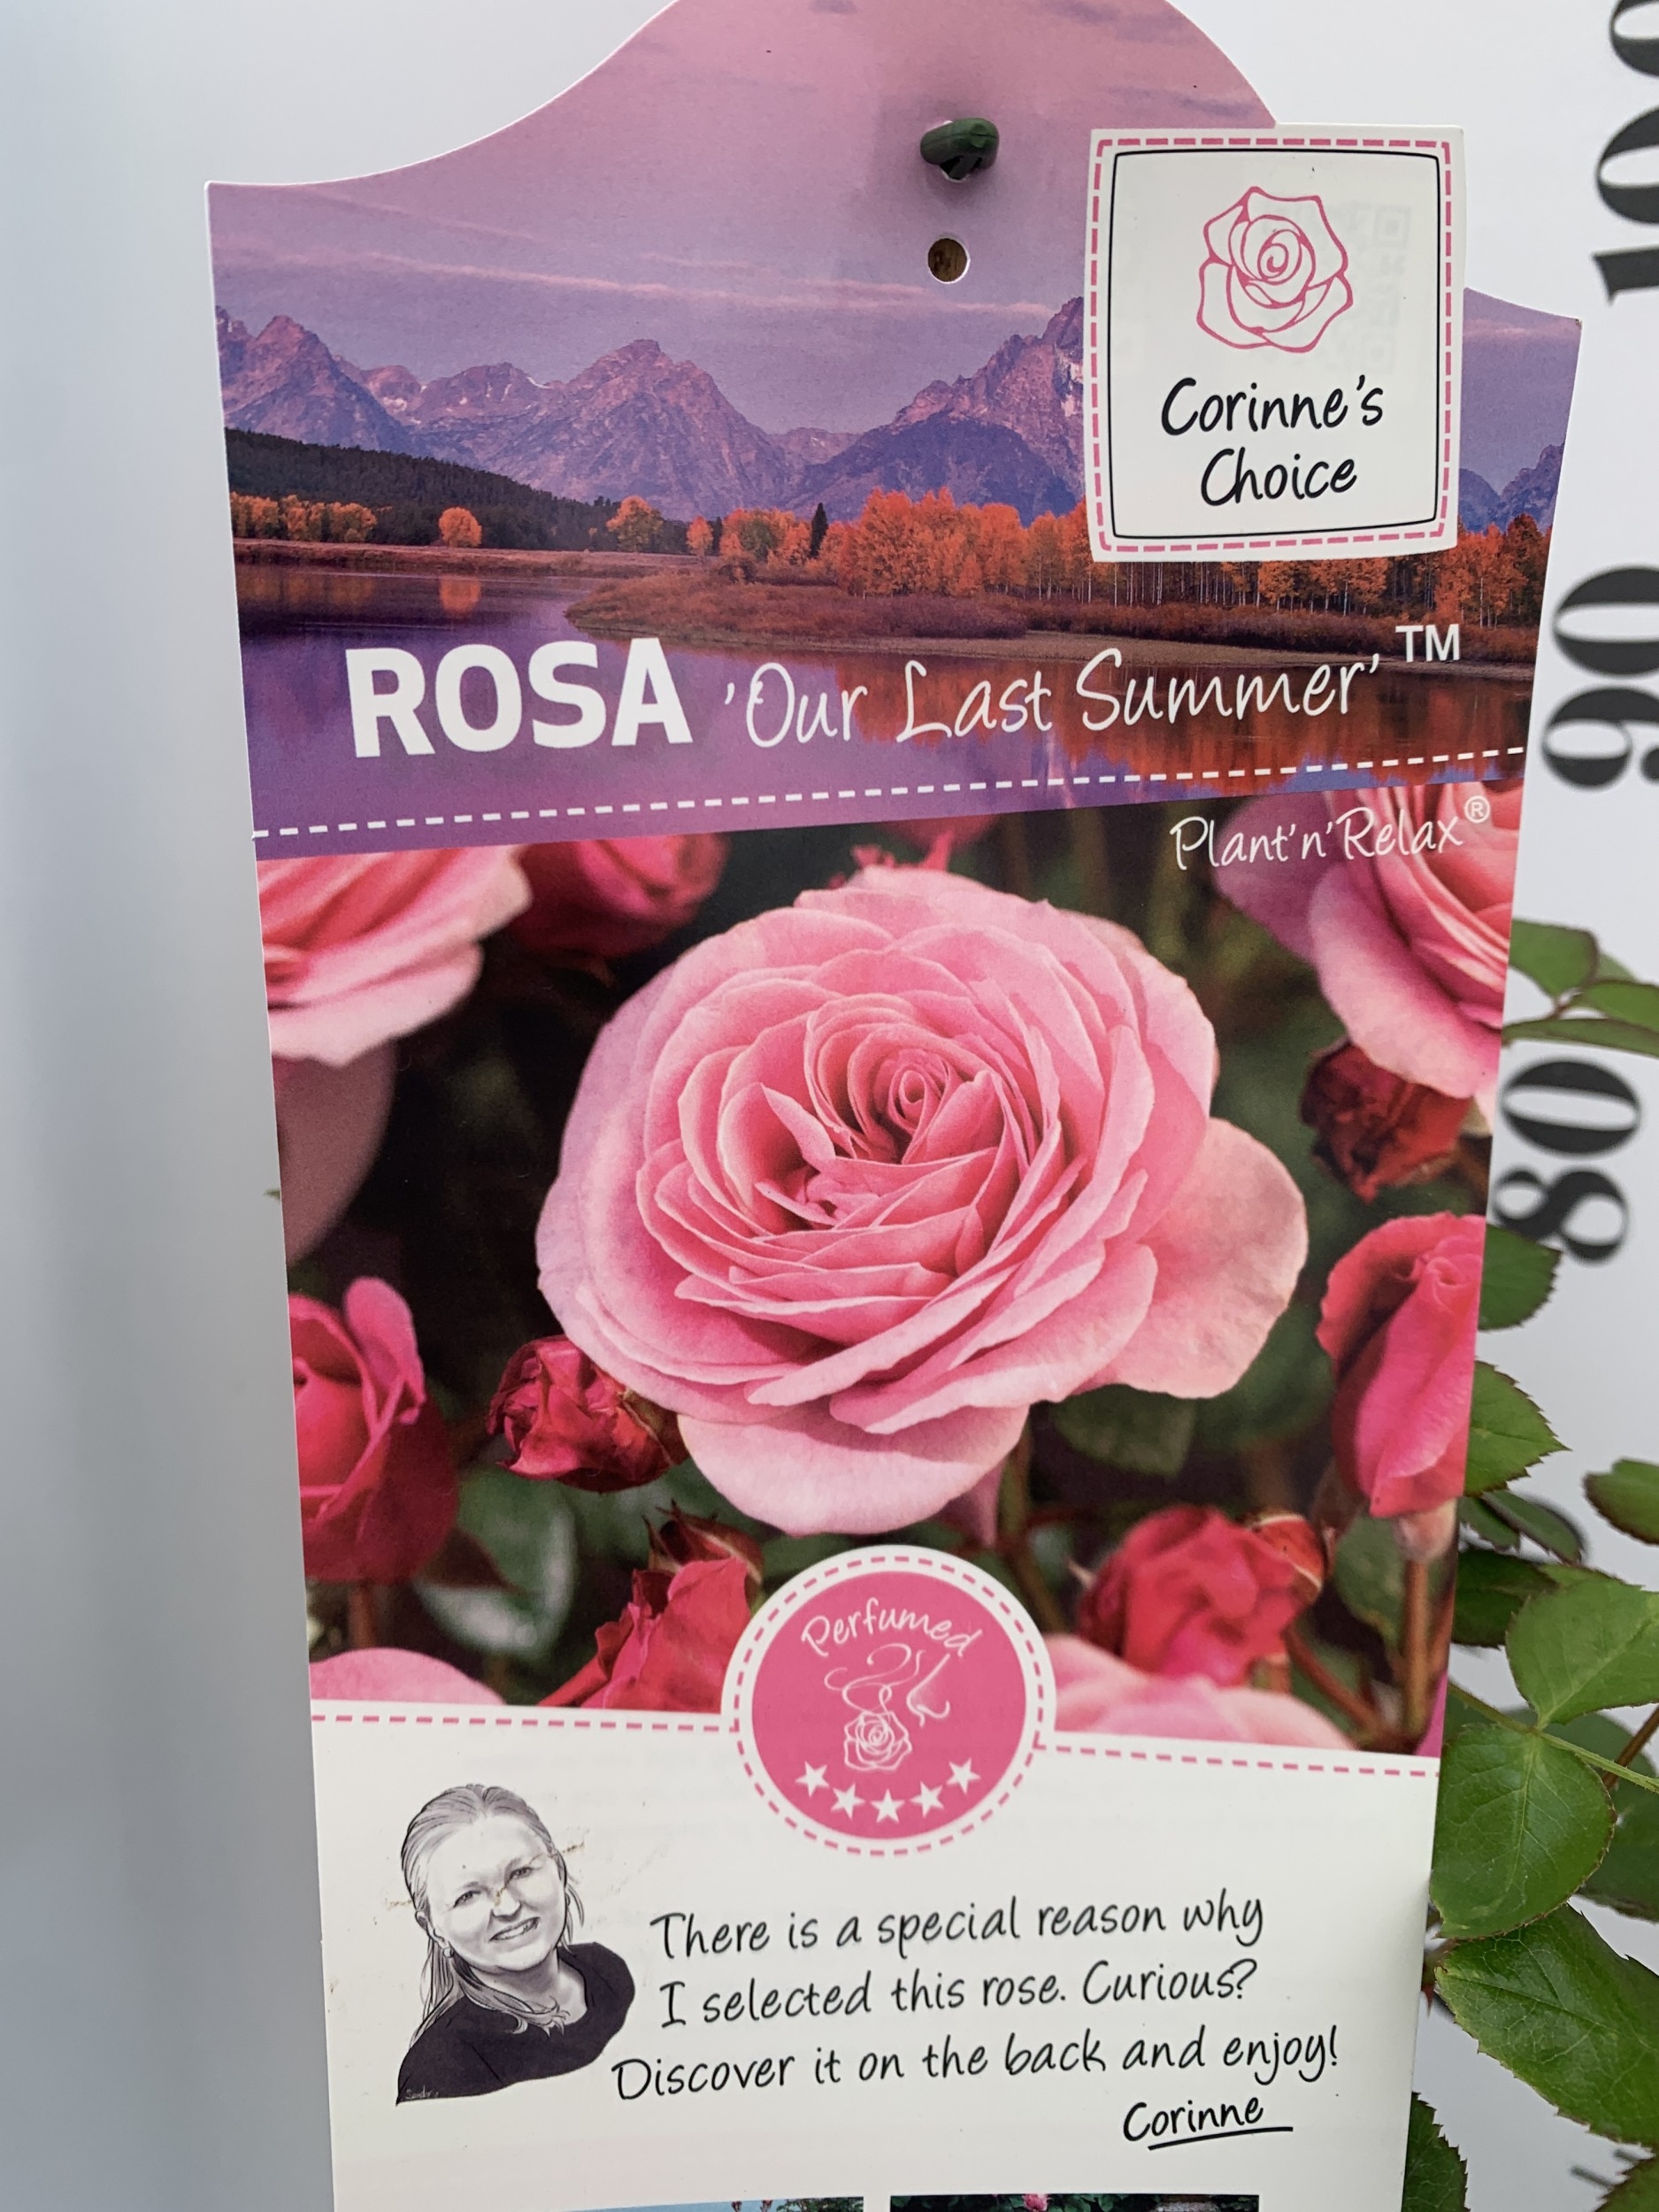 Corinne's
Choice
ROSA 'Our Last Summer'™
Plant'n'Relax®
Perfumed
There is a special reason why
I selected this rose. Curious?
Discover it on the back and enjoy!
Corinne
100
90
80